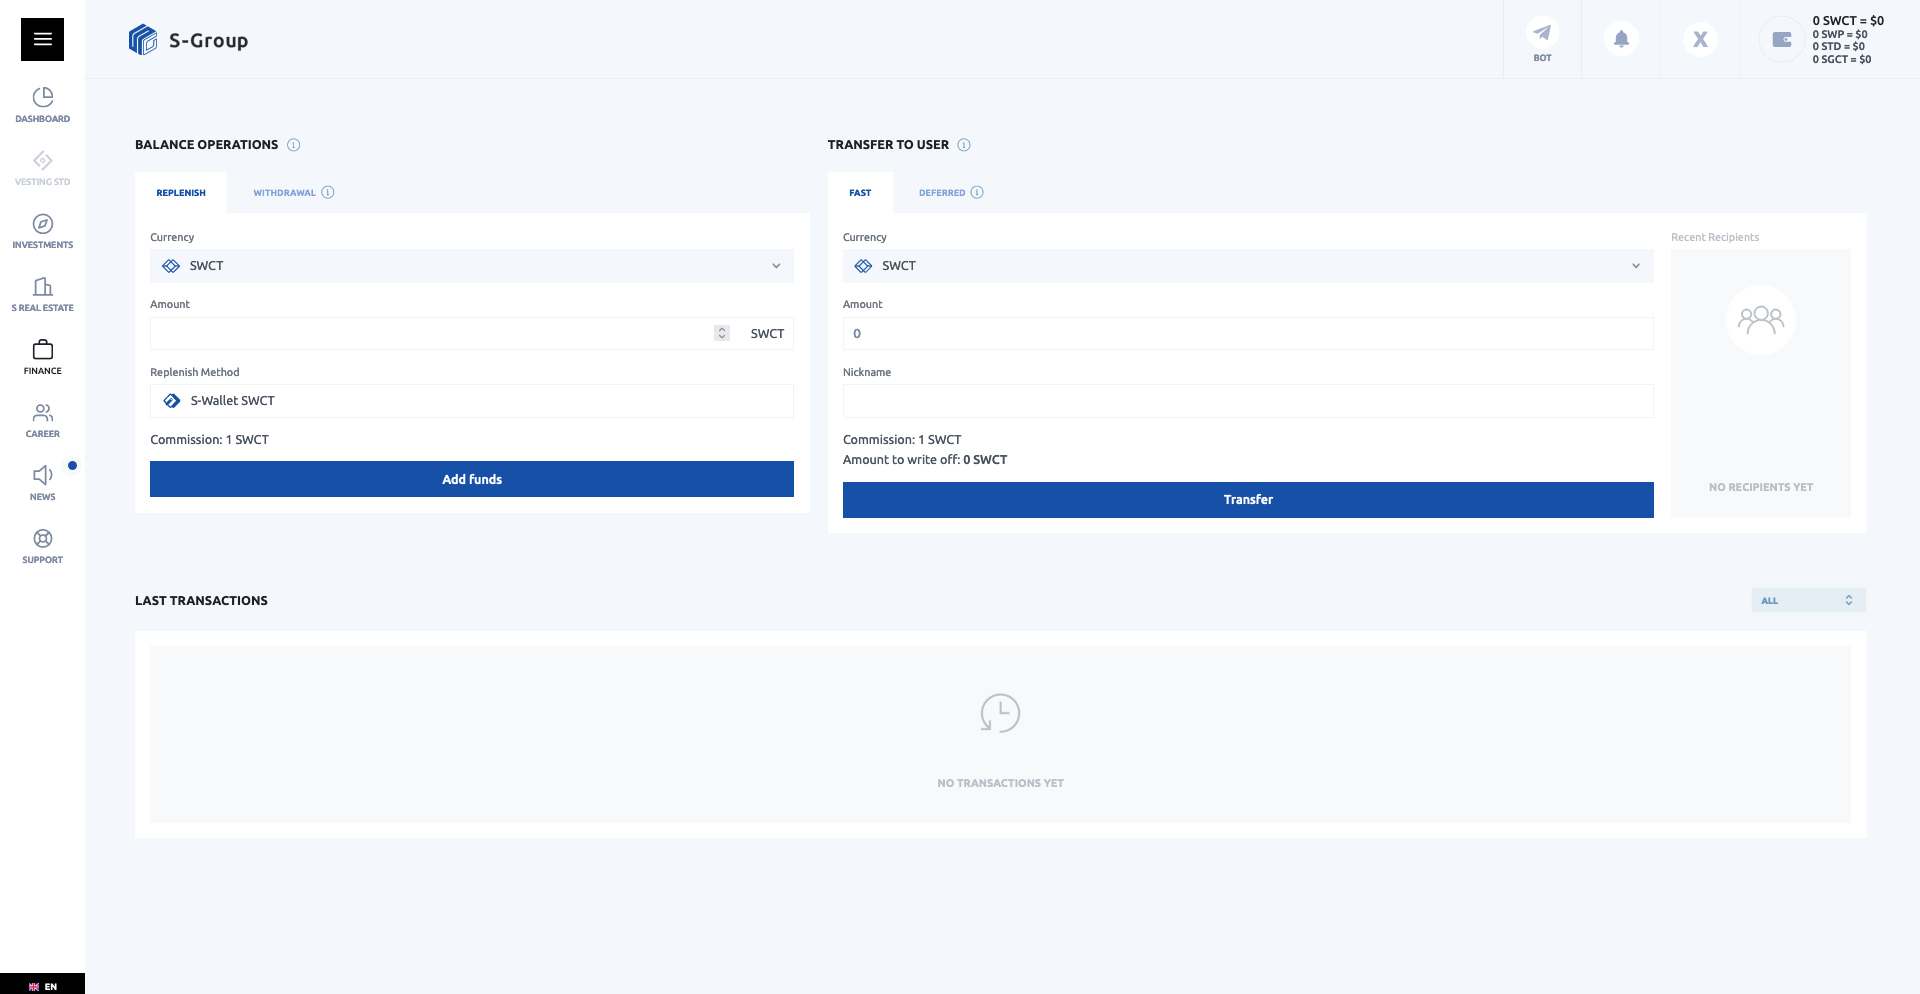 S-Group
BOT
X
0 SWCT = $0
0 SWP = $0
0 STD = $0
0 SGCT = $0
DASHBOARD
VESTING STD
INVESTMENTS
S REAL ESTATE
FINANCE
CAREER
NEWS
SUPPORT
EN
BALANCE OPERATIONS
REPLENISH
WITHDRAWAL
Currency
SWCT
Amount
SWCT
Replenish Method
S-Wallet SWCT
Commission: 1 SWCT
Add funds
TRANSFER TO USER
FAST
DEFERRED
Currency
SWCT
Amount
0
Nickname
Commission: 1 SWCT
Amount to write off: 0 SWCT
Transfer
Recent Recipients
NO RECIPIENTS YET
LAST TRANSACTIONS
ALL
NO TRANSACTIONS YET